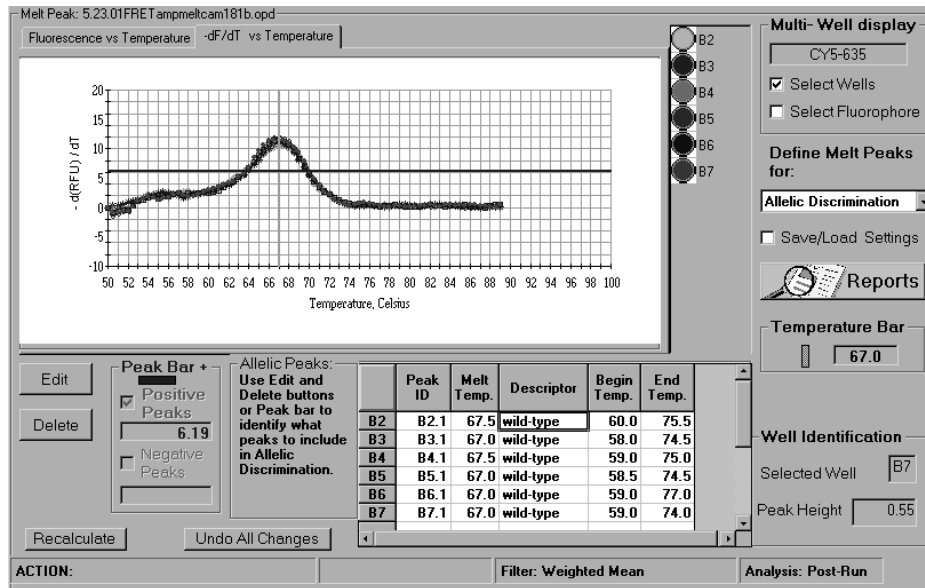 Melt Peak: 5.23.01FRETampmeltcam181b.opd
Fluorescence vs Temperature
-dF/dT vs Temperature
- d(RFU) / dT
20
15
10
5
0
-5
-10
50 52 54 56 58 60 62 64 66 68 70 72 74 76 78 80 82 84 86 88 90 92 94 96 98 100
Temperature, Celsius
B2
B3
B4
B5
B6
B7
Multi- Well display
CY5-635
Select Wells
Select Fluorophore
Define Melt Peaks
for:
Allelic Discrimination
Save/Load Settings
Reports
Temperature Bar
67.0
Edit
Delete
Peak Bar +
Positive
Peaks
6.19
Negative
Peaks
Allelic Peaks:
Use Edit and
Delete buttons
or Peak bar to
identify what
peaks to include
in Allelic
Discrimination.
Peak ID Melt Temp. Descriptor Begin Temp. End Temp.
B2 B2.1 67.5 wild-type 60.0 75.5
B3 B3.1 67.0 wild-type 58.0 74.5
B4 B4.1 67.5 wild-type 59.0 75.0
B5 B5.1 67.0 wild-type 58.5 74.5
B6 B6.1 67.0 wild-type 59.0 77.0
B7 B7.1 67.0 wild-type 59.0 74.0
Well Identification
Selected Well B7
Peak Height 0.55
Recalculate
Undo All Changes
ACTION:
Filter: Weighted Mean
Analysis: Post-Run